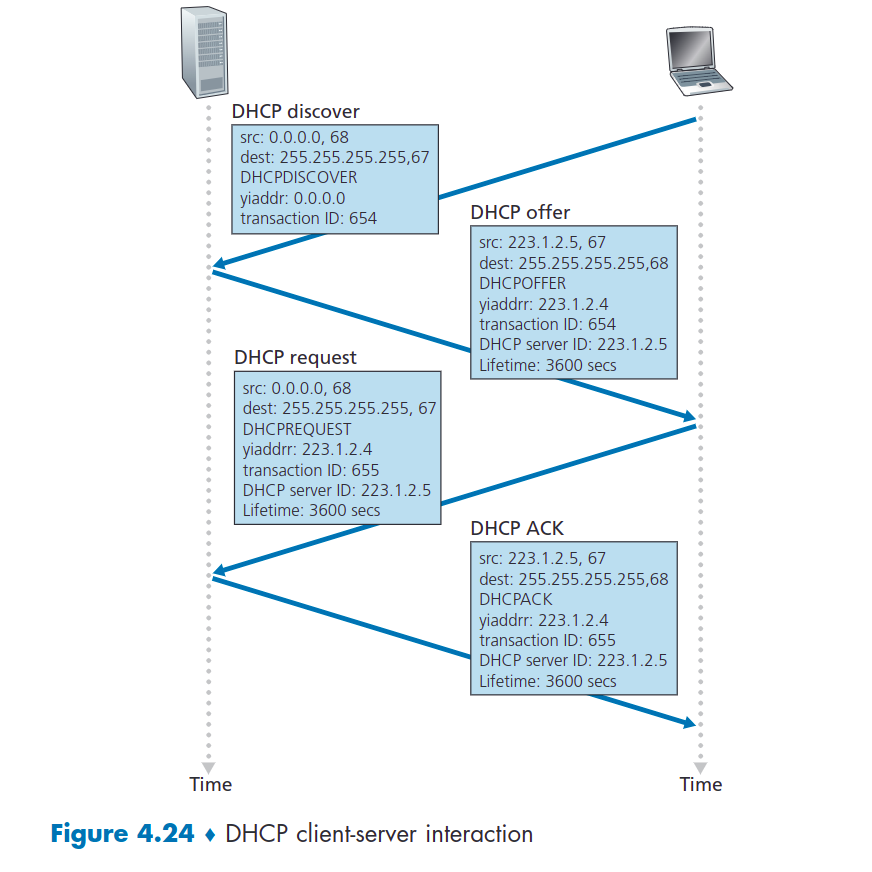 DHCP discover
src: 0.0.0.0, 68
dest: 255.255.255.255,67
DHCPDISCOVER
yiaddr: 0.0.0.0
transaction ID: 654
DHCP offer
src: 223.1.2.5, 67
dest: 255.255.255.255,68
DHCPOFFER
yiaddrr: 223.1.2.4
transaction ID: 654
DHCP server ID: 223.1.2.5
Lifetime: 3600 secs
DHCP request
src: 0.0.0.0, 68
dest: 255.255.255.255, 67
DHCPREQUEST
yiaddrr: 223.1.2.4
transaction ID: 655
DHCP server ID: 223.1.2.5
Lifetime: 3600 secs
DHCP ACK
src: 223.1.2.5, 67
dest: 255.255.255.255,68
DHCPACK
yiaddrr: 223.1.2.4
transaction ID: 655
DHCP server ID: 223.1.2.5
Lifetime: 3600 secs
Time
Time
Figure 4.24 ♦ DHCP client-server interaction